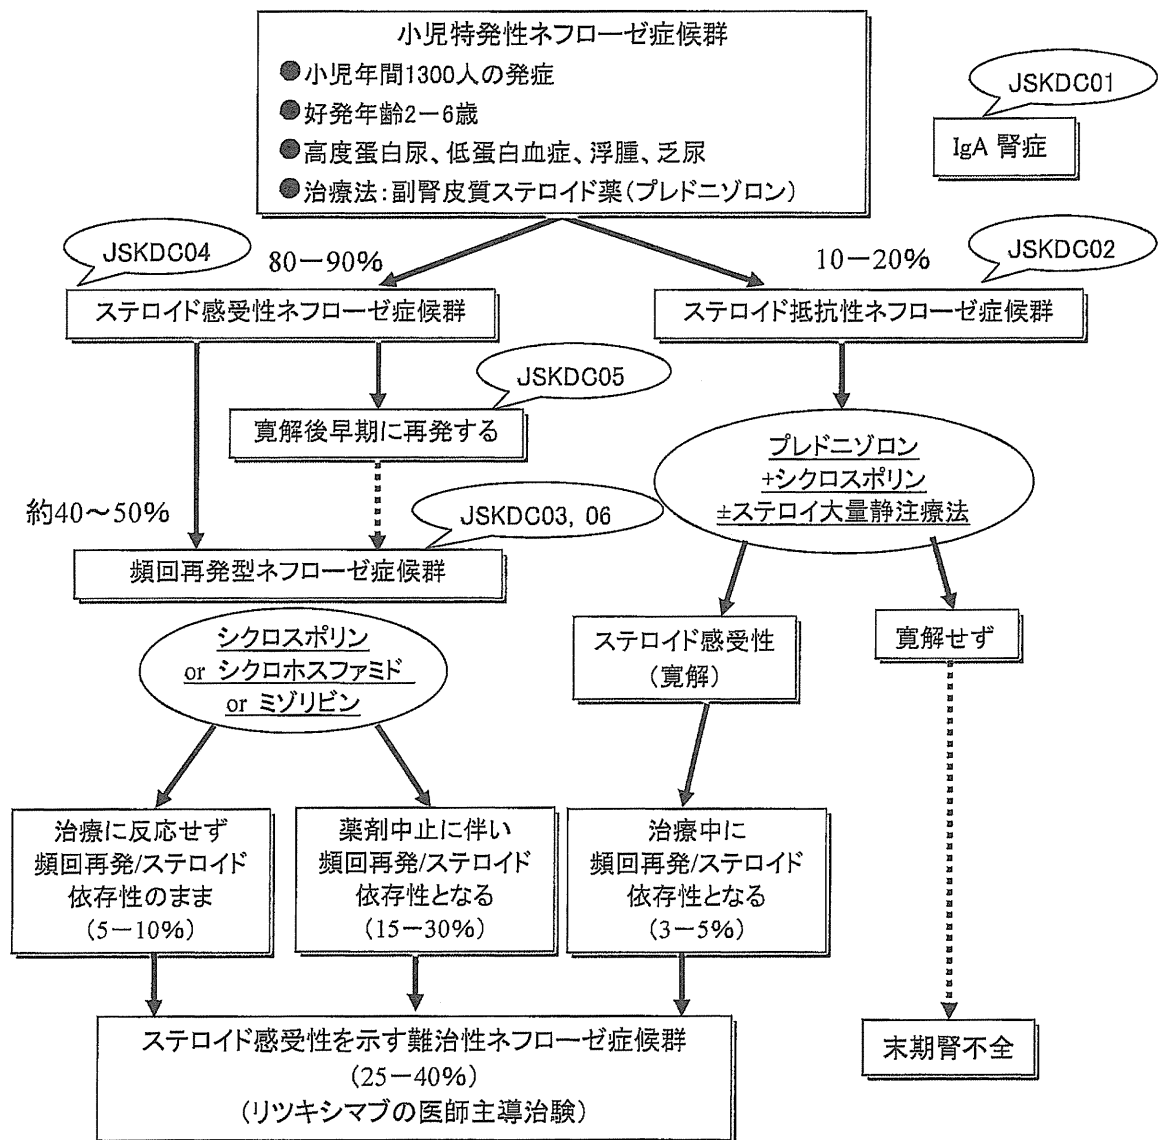 小児特発性ネフローゼ症候群
●小児年間1300人の発症
●好発年齢2－6歳
●高度蛋白尿、低蛋白血症、浮腫、乏尿
●治療法：副腎皮質ステロイド薬（プレドニゾロン）
JSKDC01
IgA 腎症
JSKDC04
80－90%
10－20%
JSKDC02
ステロイド感受性ネフローゼ症候群
ステロイド抵抗性ネフローゼ症候群
JSKDC05
寛解後早期に再発する
プレドニゾロン
+シクロスポリン
±ステロイ大量静注療法
約40～50%
JSKDC03, 06
頻回再発型ネフローゼ症候群
シクロスポリン
or シクロホスファミド
or ミゾリビン
ステロイド感受性
（寛解）
寛解せず
治療に反応せず
頻回再発/ステロイド
依存性のまま
（5－10%）
薬剤中止に伴い
頻回再発/ステロイド
依存性となる
（15－30%）
治療中に
頻回再発/ステロイド
依存性となる
（3－5%）
ステロイド感受性を示す難治性ネフローゼ症候群
（25－40%）
（リツキシマブの医師主導治験）
末期腎不全